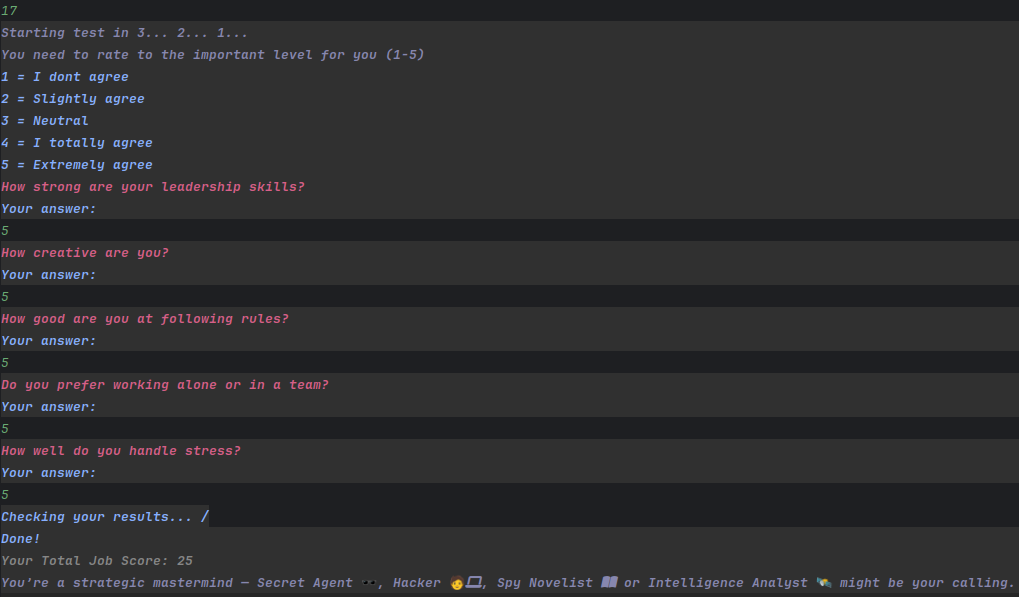 17
Starting test in 3... 2... 1...
You need to rate to the important level for you (1-5)
1 = I dont agree
2 = Slightly agree
3 = Neutral
4 = I totally agree
5 = Extremely agree
How strong are your leadership skills?
Your answer:
5
How creative are you?
Your answer:
5
How good are you at following rules?
Your answer:
5
Do you prefer working alone or in a team?
Your answer:
5
How well do you handle stress?
Your answer:
5
Checking your results... /
Done!
Your Total Job Score: 25
You're a strategic mastermind — Secret Agent 🕶️, Hacker 🧑‍💻, Spy Novelist 📖 or Intelligence Analyst 🛰️ might be your calling.